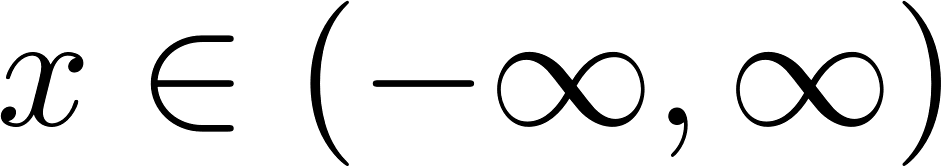 x ∈ (−∞, ∞)